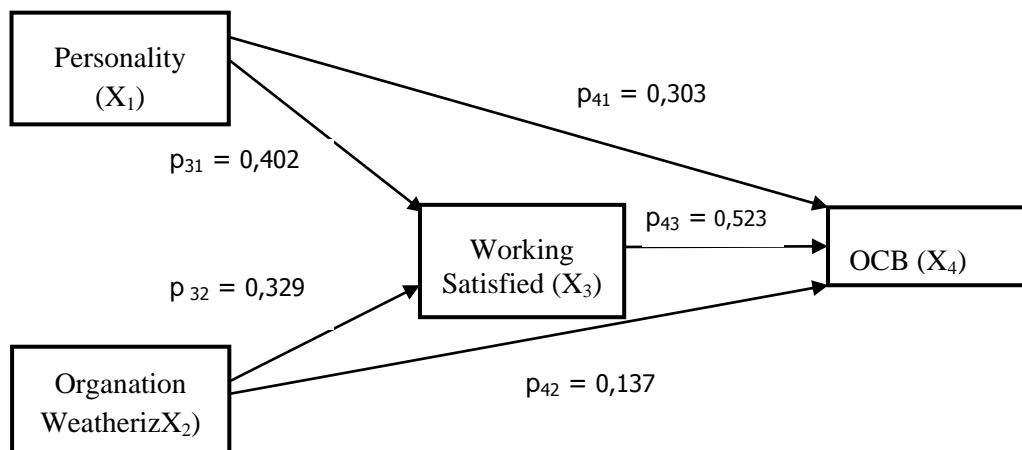 Personality
(X₁)
p₄₁ = 0,303
p₃₁ = 0,402
p₄₃ = 0,523
Working
Satisfied (X₃)
OCB (X₄)
p ₃₂ = 0,329
Organation
WeatherizX₂)
p₄₂ = 0,137